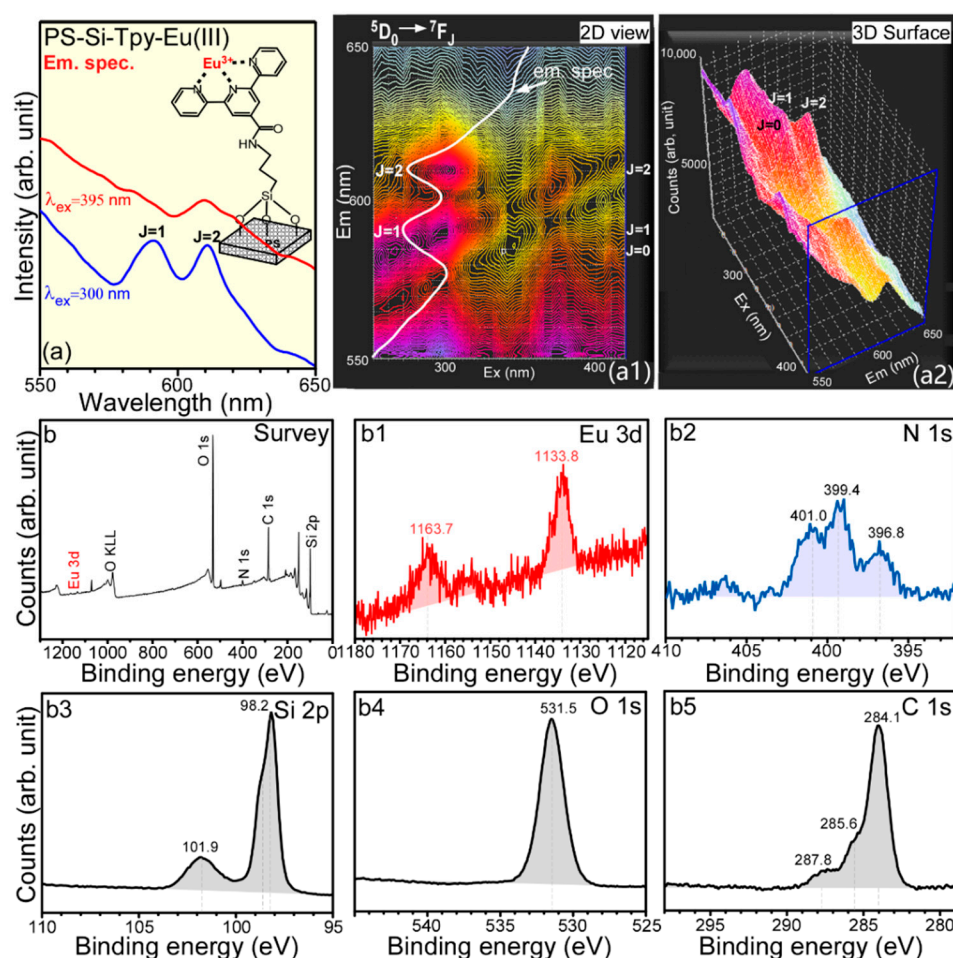 PS-Si-Tpy-Eu(III)
Em. spec.
Eu³⁺
N
N
N
O
HN
Si
O
O
O
PS
λex=395 nm
J=1
J=2
λex=300 nm
(a)
Intensity (arb. unit)
550
600
650
Wavelength (nm)
⁵D₀ → ⁷FJ
2D view
650
em. spec
J=2
J=2
600
J=1
J=1
J=0
550
Em (nm)
300
Ex (nm)
400
(a1)
3D Surface
10,000
J=1
J=2
J=0
5000
Counts (arb, unit)
300
Ex (nm)
400
550
600
650
Em (nm)
(a2)
b
Survey
O 1s
C 1s
Si 2p
N 1s
O KLL
Eu 3d
Counts (arb. unit)
1200
1000
800
600
400
200
0
Binding energy (eV)
b1
Eu 3d
1133.8
1163.7
1180
1170
1160
1150
1140
1130
1120
Binding energy (eV)
b2
N 1s
399.4
401.0
396.8
410
405
400
395
Binding energy (eV)
b3
98.2
Si 2p
101.9
Counts (arb. unit)
110
105
100
95
Binding energy (eV)
b4
O 1s
531.5
540
535
530
525
Binding energy (eV)
b5
C 1s
284.1
285.6
287.8
295
290
285
280
Binding energy (eV)